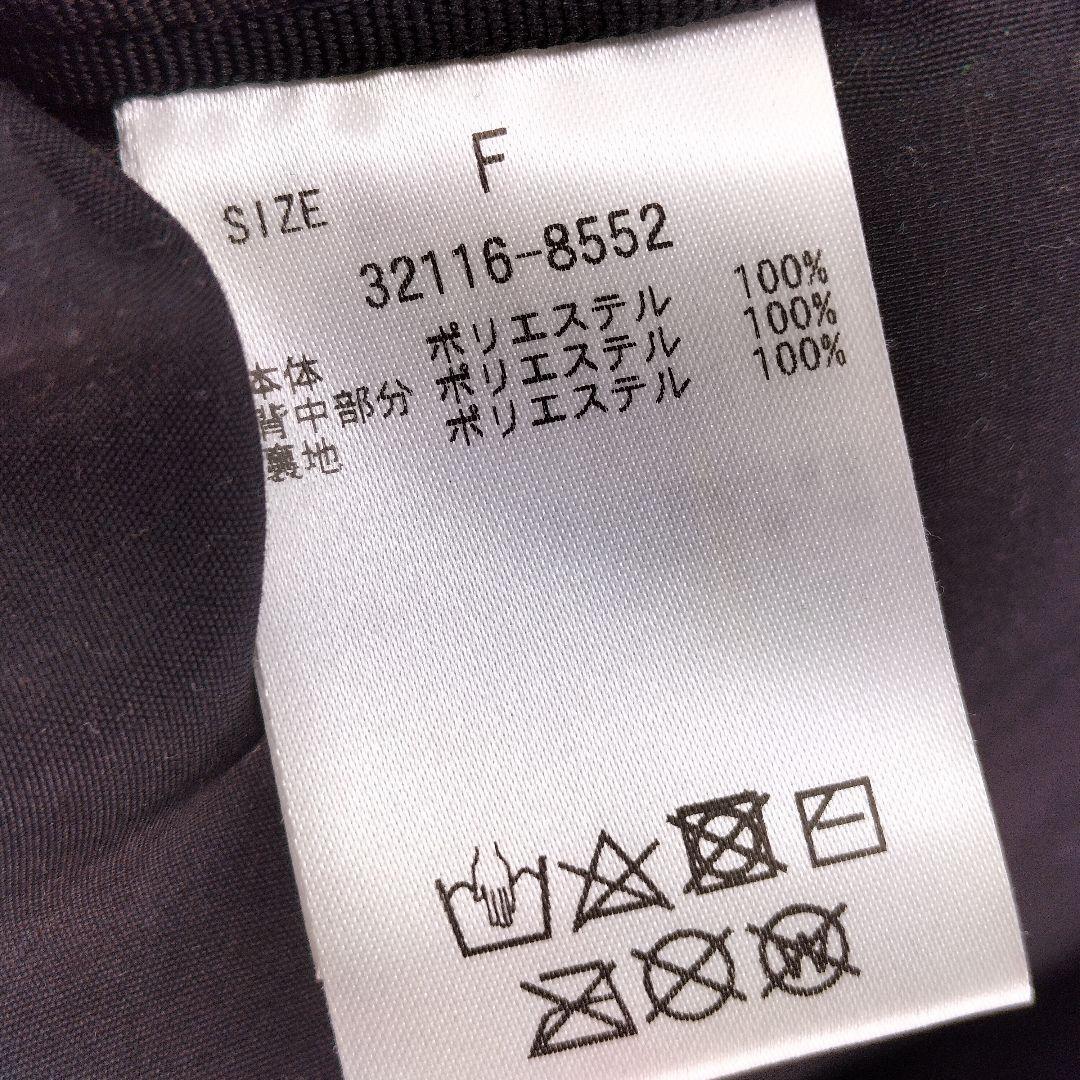 SIZE F
32116-8552
本体 ポリエステル 100%
背中部分 ポリエステル 100%
裏地 ポリエステル 100%